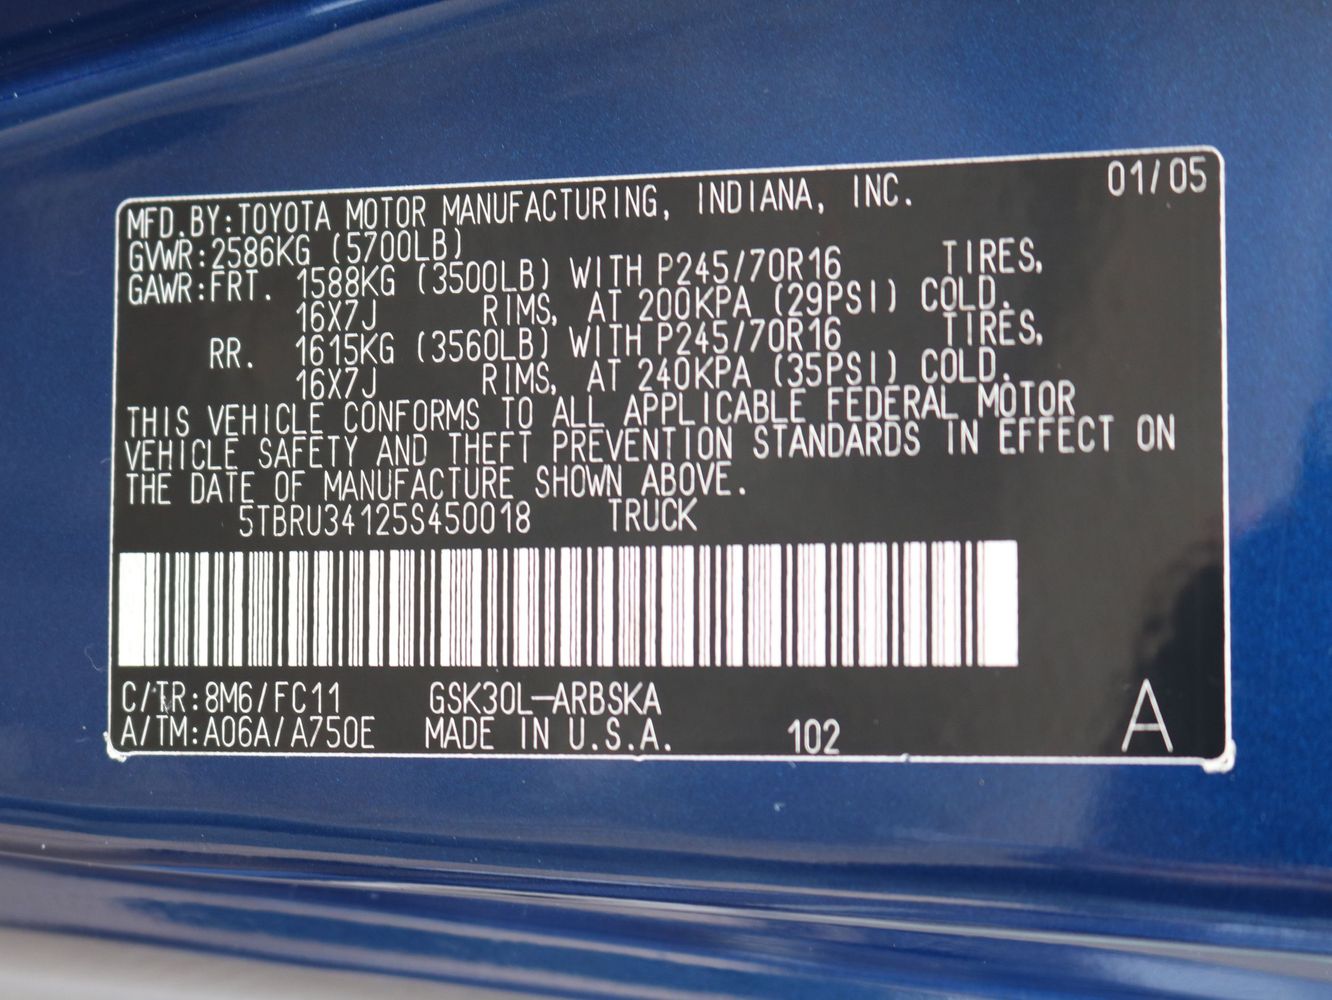 01/05
MFD.BY:TOYOTA MOTOR MANUFACTURING, INDIANA, INC.
GVWR:2586KG (5700LB)
GAWR:FRT. 1588KG (3500LB) WITH P245/70R16 TIRES,
16X7J RIMS, AT 200KPA (29PSI) COLD.
RR. 1615KG (3560LB) WITH P245/70R16 TIRES,
16X7J RIMS, AT 240KPA (35PSI) COLD.
THIS VEHICLE CONFORMS TO ALL APPLICABLE FEDERAL MOTOR
VEHICLE SAFETY AND THEFT PREVENTION STANDARDS IN EFFECT ON
THE DATE OF MANUFACTURE SHOWN ABOVE.
5TBRU34125S450018 TRUCK
C/TR:8M6/FC11 GSK30L-ARBSKA
A/TM:A06A/A750E MADE IN U.S.A. 102 A